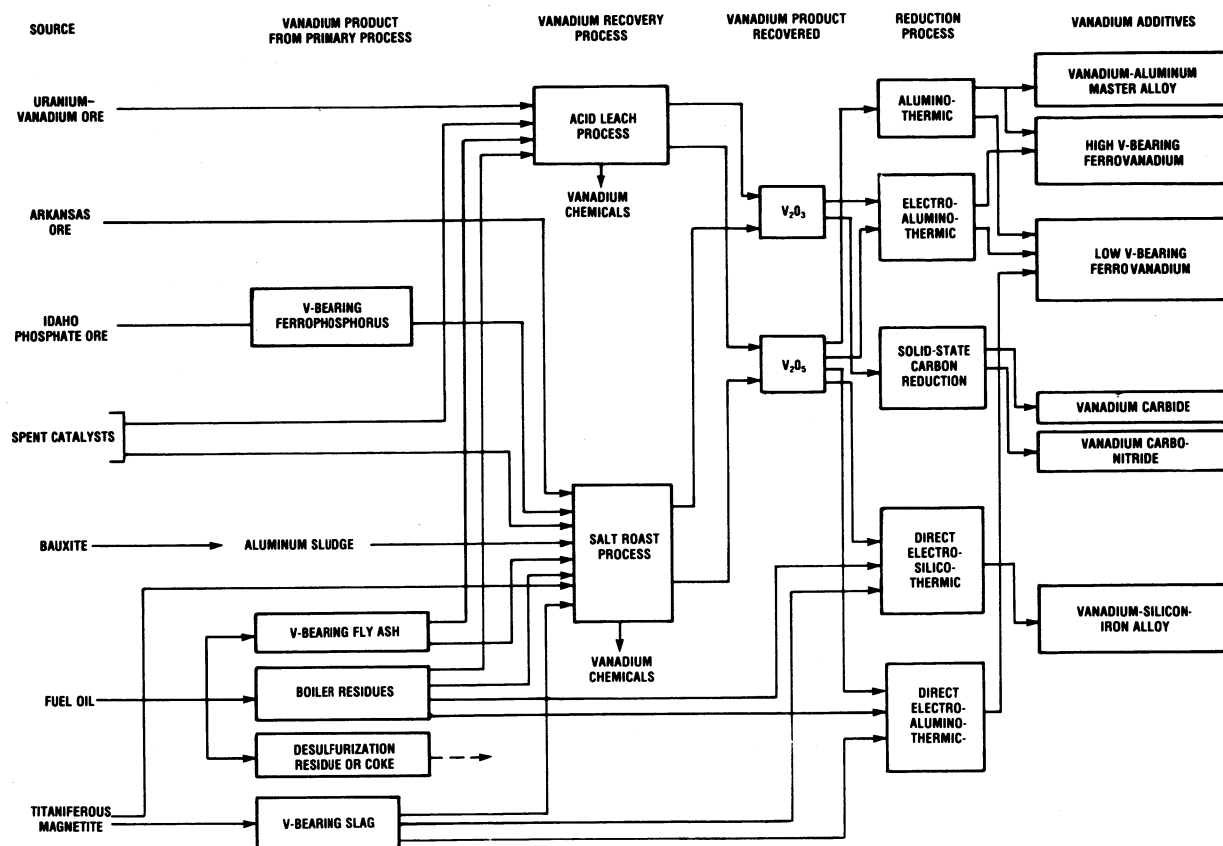 SOURCE
VANADIUM PRODUCT
FROM PRIMARY PROCESS
VANADIUM RECOVERY
PROCESS
VANADIUM PRODUCT
RECOVERED
REDUCTION
PROCESS
VANADIUM ADDITIVES
URANIUM–
VANADIUM ORE
ARKANSAS
ORE
IDAHO
PHOSPHATE ORE
SPENT CATALYSTS
BAUXITE
FUEL OIL
TITANIFEROUS
MAGNETITE
V-BEARING
FERROPHOSPHORUS
ALUMINUM SLUDGE
V-BEARING FLY ASH
BOILER RESIDUES
DESULFURIZATION
RESIDUE OR COKE
V-BEARING SLAG
ACID LEACH
PROCESS
VANADIUM
CHEMICALS
SALT ROAST
PROCESS
VANADIUM
CHEMICALS
V₂O₃
V₂O₅
ALUMINO-
THERMIC
ELECTRO-
ALUMINO-
THERMIC
SOLID-STATE
CARBON
REDUCTION
DIRECT
ELECTRO-
SILICO-
THERMIC
DIRECT
ELECTRO-
ALUMINO-
THERMIC-
VANADIUM-ALUMINUM
MASTER ALLOY
HIGH V-BEARING
FERROVANADIUM
LOW V-BEARING
FERROVANADIUM
VANADIUM CARBIDE
VANADIUM CARBO-
NITRIDE
VANADIUM-SILICON-
IRON ALLOY